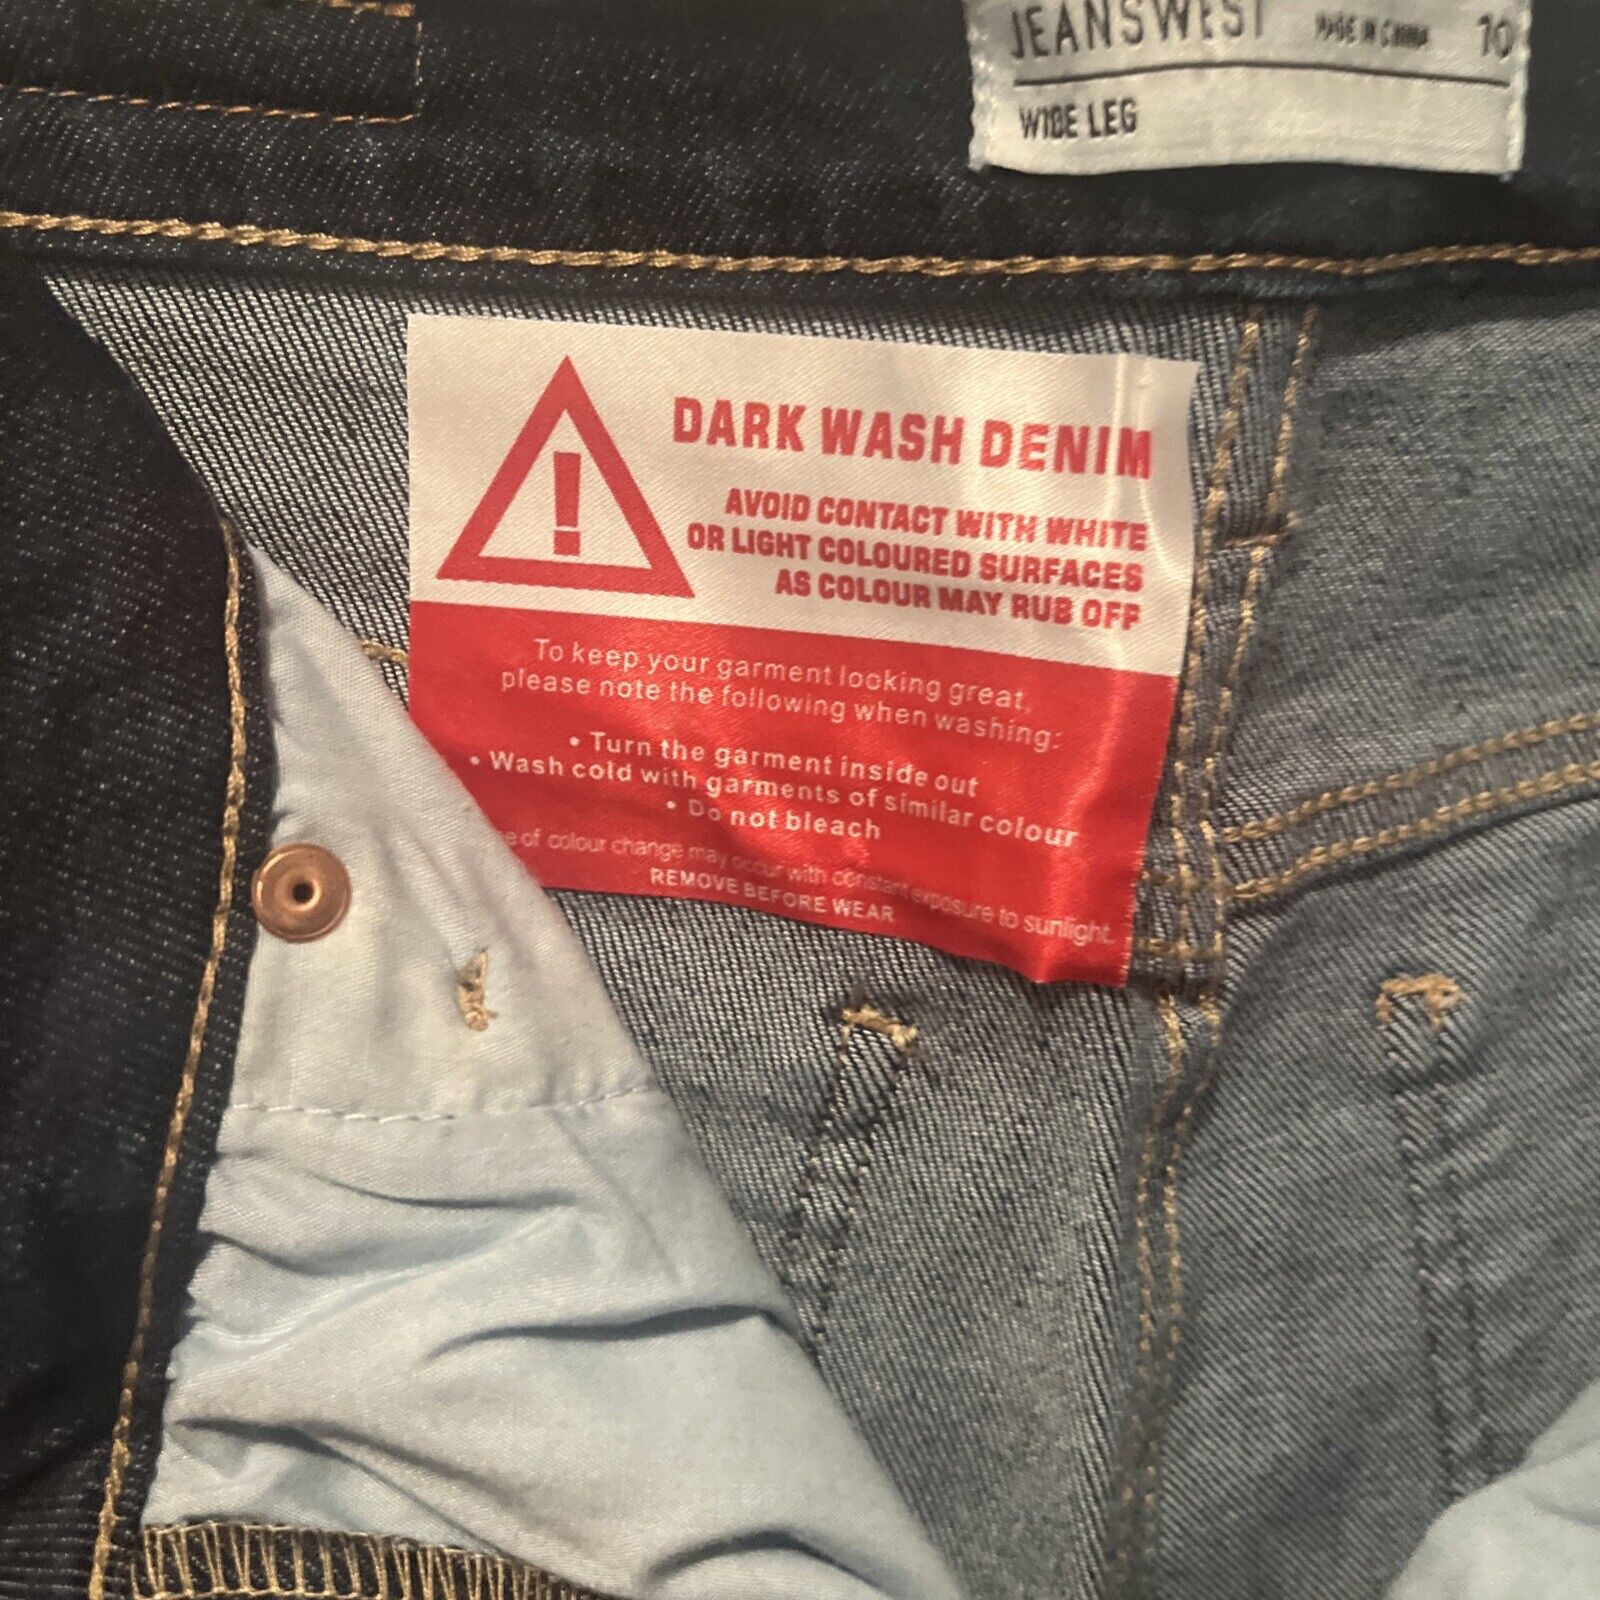 JEANSWEST MADE IN CHINA 10
WIDE LEG
!
DARK WASH DENIM
AVOID CONTACT WITH WHITE
OR LIGHT COLOURED SURFACES
AS COLOUR MAY RUB OFF
To keep your garment looking great,
please note the following when washing:
• Turn the garment inside out
• Wash cold with garments of similar colour
• Do not bleach
of colour change may occur with constant exposure to sunlight.
REMOVE BEFORE WEAR